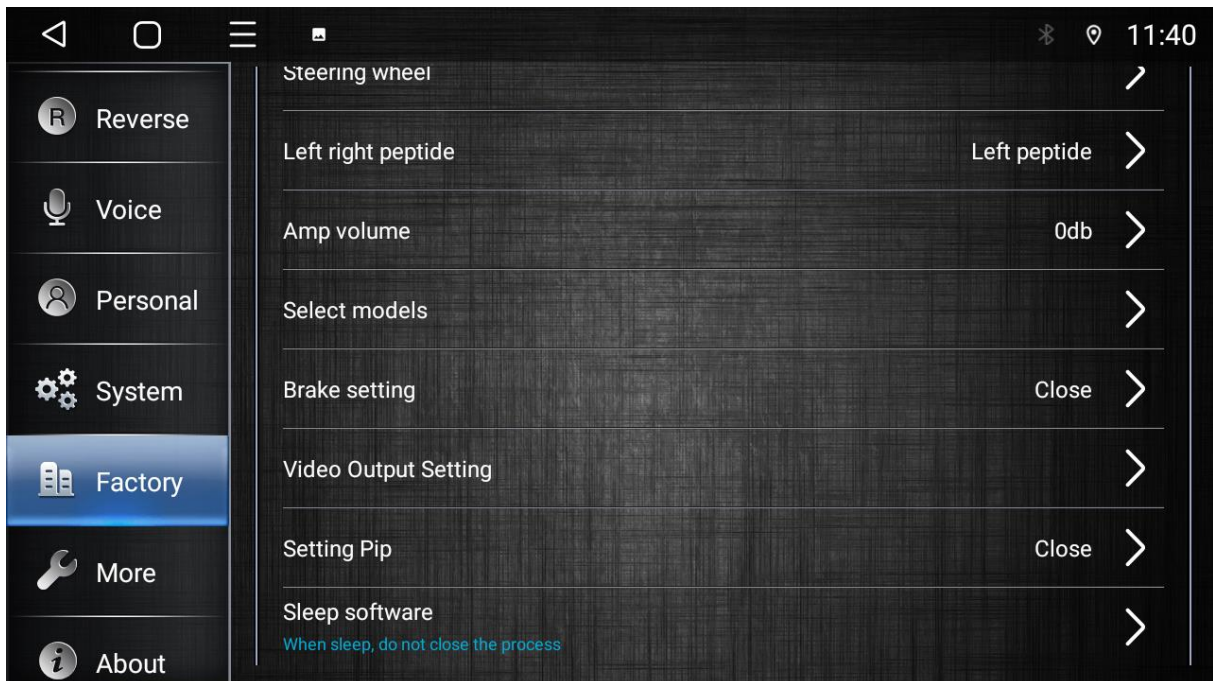 11:40
Steering wheel
R Reverse
Left right peptide Left peptide
Voice
Amp volume 0db
Personal
Select models
System
Brake setting Close
Factory
Video Output Setting
Setting Pip Close
More
Sleep software
When sleep, do not close the process
i About